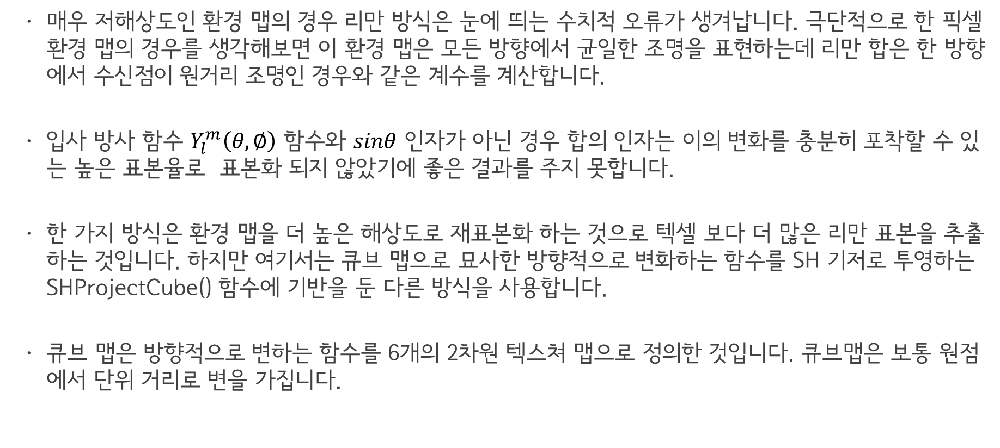 · 매우 저해상도인 환경 맵의 경우 리만 방식은 눈에 띄는 수치적 오류가 생겨납니다. 극단적으로 한 픽셀
환경 맵의 경우를 생각해보면 이 환경 맵은 모든 방향에서 균일한 조명을 표현하는데 리만 합은 한 방향
에서 수신점이 원거리 조명인 경우와 같은 계수를 계산합니다.
· 입사 방사 함수 Y_l^m(θ,∅) 함수와 sinθ 인자가 아닌 경우 합의 인자는 이의 변화를 충분히 포착할 수 있
는 높은 표본율로 표본화 되지 않았기에 좋은 결과를 주지 못합니다.
· 한 가지 방식은 환경 맵을 더 높은 해상도로 재표본화 하는 것으로 텍셀 보다 더 많은 리만 표본을 추출
하는 것입니다. 하지만 여기서는 큐브 맵으로 묘사한 방향적으로 변화하는 함수를 SH 기저로 투영하는
SHProjectCube() 함수에 기반을 둔 다른 방식을 사용합니다.
· 큐브 맵은 방향적으로 변하는 함수를 6개의 2차원 텍스쳐 맵으로 정의한 것입니다. 큐브맵은 보통 원점
에서 단위 거리로 변을 가집니다.